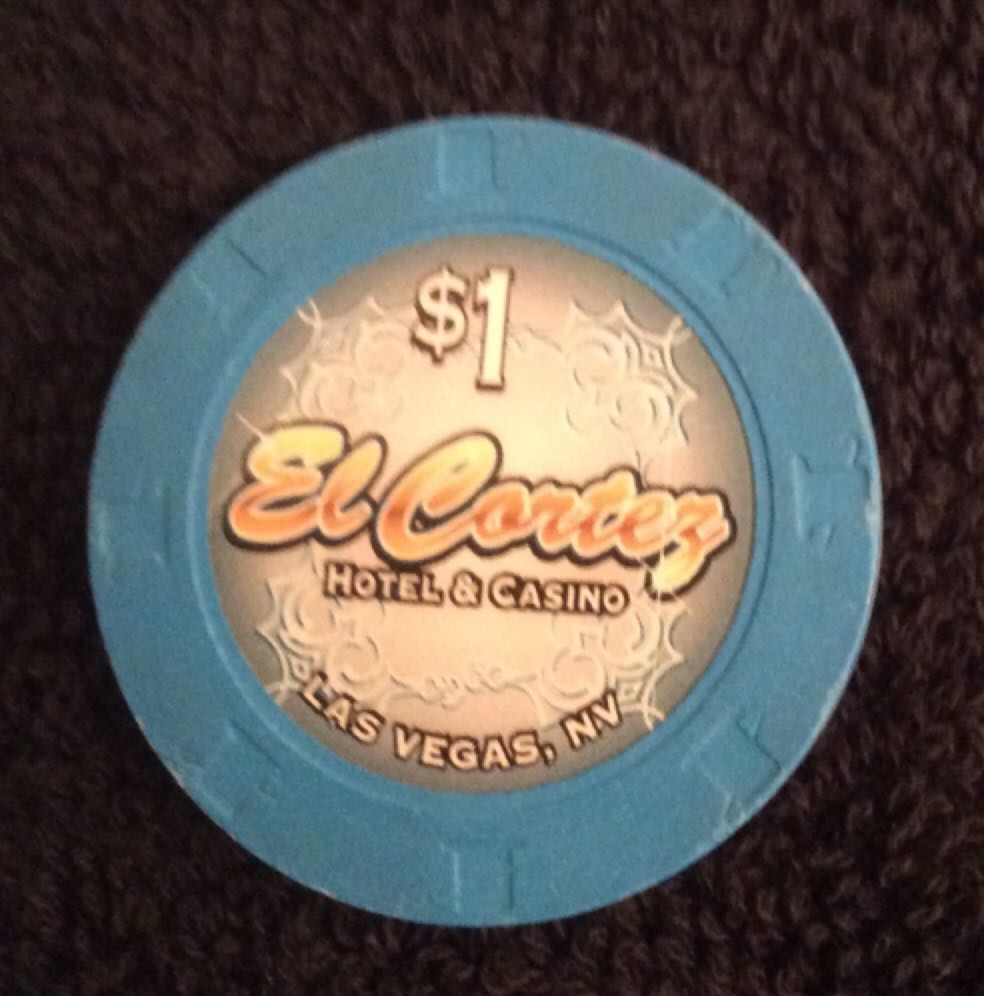 $1
El Cortez
HOTEL & CASINO
LAS VEGAS, NV